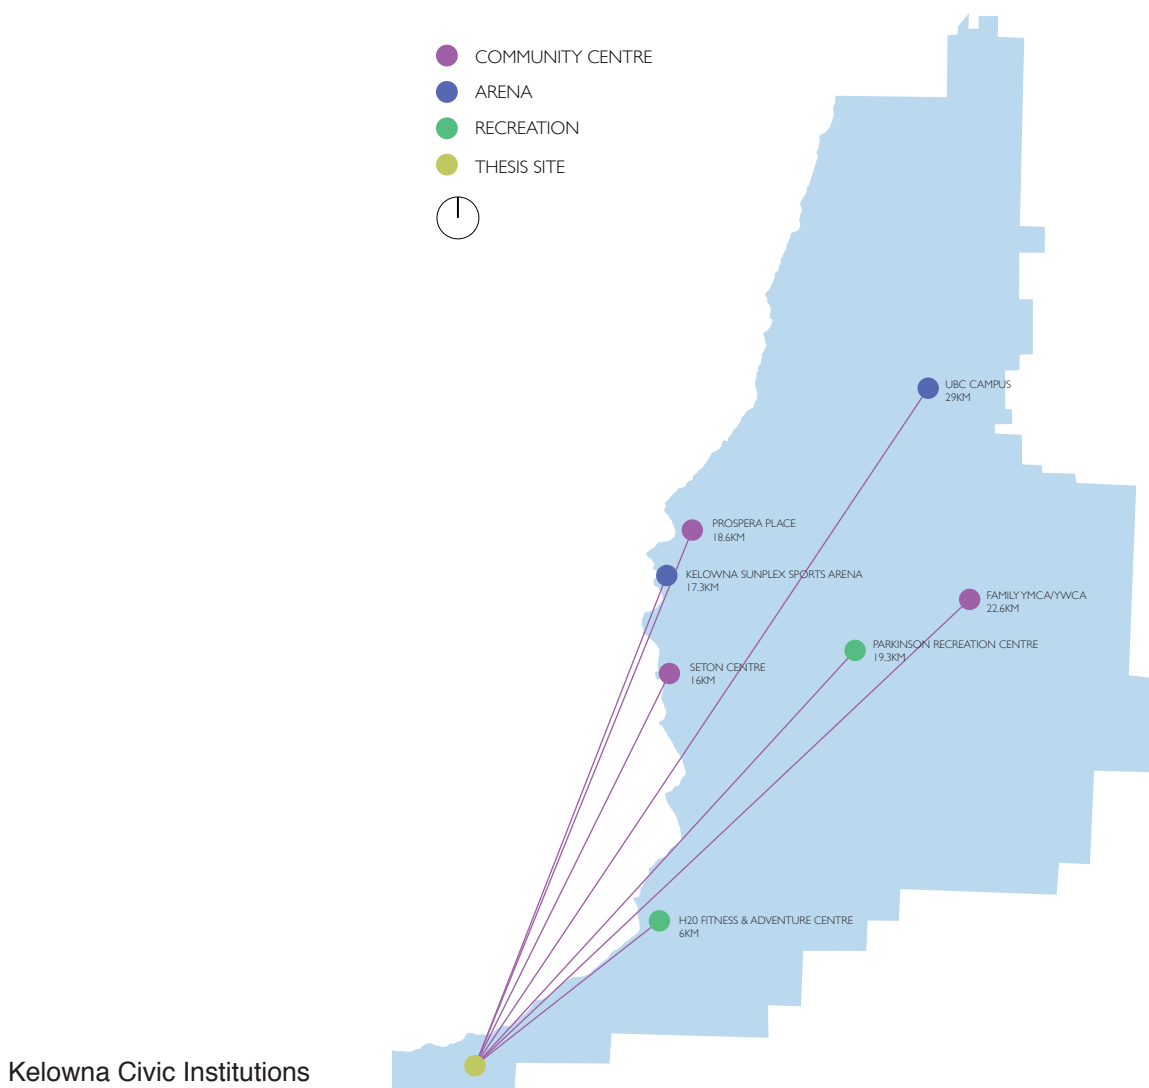 COMMUNITY CENTRE
ARENA
RECREATION
THESIS SITE
UBC CAMPUS
29KM
PROSPERA PLACE
18.6KM
KELOWNA SUNPLEX SPORTS ARENA
17.3KM
FAMILY YMCA/YWCA
22.6KM
PARKINSON RECREATION CENTRE
19.3KM
SETON CENTRE
16KM
H20 FITNESS & ADVENTURE CENTRE
6KM
Kelowna Civic Institutions